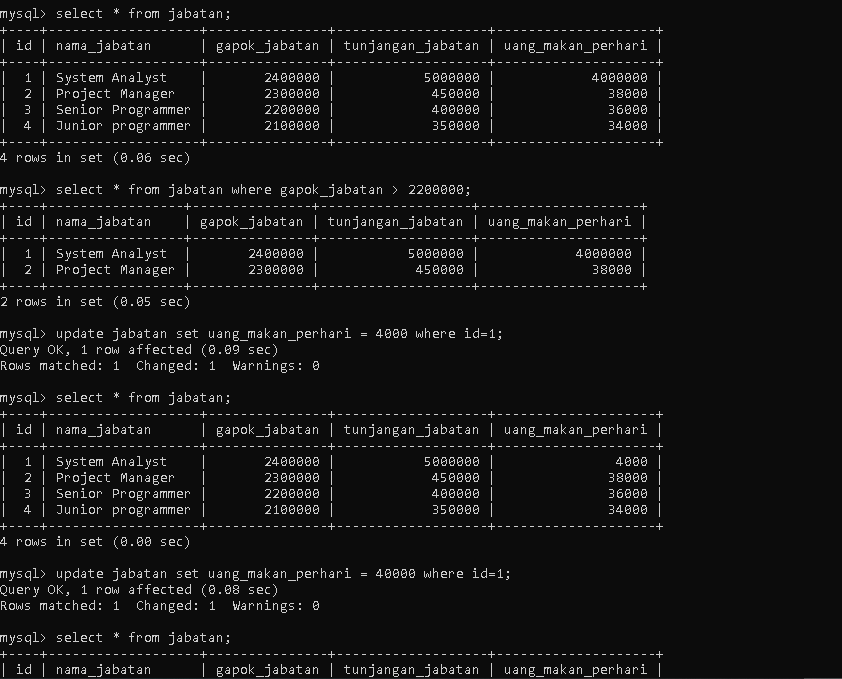 mysql> select * from jabatan;
+----+-------------------+---------------+-------------------+--------------------+
| id | nama_jabatan      | gapok_jabatan | tunjangan_jabatan | uang_makan_perhari |
+----+-------------------+---------------+-------------------+--------------------+
|  1 | System Analyst    |       2400000 |           5000000 |            4000000 |
|  2 | Project Manager   |       2300000 |            450000 |              38000 |
|  3 | Senior Programmer |       2200000 |            400000 |              36000 |
|  4 | Junior programmer |       2100000 |            350000 |              34000 |
+----+-------------------+---------------+-------------------+--------------------+
4 rows in set (0.06 sec)
mysql> select * from jabatan where gapok_jabatan > 2200000;
+----+-----------------+---------------+-------------------+--------------------+
| id | nama_jabatan    | gapok_jabatan | tunjangan_jabatan | uang_makan_perhari |
+----+-----------------+---------------+-------------------+--------------------+
|  1 | System Analyst  |       2400000 |           5000000 |            4000000 |
|  2 | Project Manager |       2300000 |            450000 |              38000 |
+----+-----------------+---------------+-------------------+--------------------+
2 rows in set (0.05 sec)
mysql> update jabatan set uang_makan_perhari = 4000 where id=1;
Query OK, 1 row affected (0.09 sec)
Rows matched: 1  Changed: 1  Warnings: 0
mysql> select * from jabatan;
+----+-------------------+---------------+-------------------+--------------------+
| id | nama_jabatan      | gapok_jabatan | tunjangan_jabatan | uang_makan_perhari |
+----+-------------------+---------------+-------------------+--------------------+
|  1 | System Analyst    |       2400000 |           5000000 |               4000 |
|  2 | Project Manager   |       2300000 |            450000 |              38000 |
|  3 | Senior Programmer |       2200000 |            400000 |              36000 |
|  4 | Junior programmer |       2100000 |            350000 |              34000 |
+----+-------------------+---------------+-------------------+--------------------+
4 rows in set (0.00 sec)
mysql> update jabatan set uang_makan_perhari = 40000 where id=1;
Query OK, 1 row affected (0.08 sec)
Rows matched: 1  Changed: 1  Warnings: 0
mysql> select * from jabatan;
+----+-------------------+---------------+-------------------+--------------------+
| id | nama_jabatan      | gapok_jabatan | tunjangan_jabatan | uang_makan_perhari |